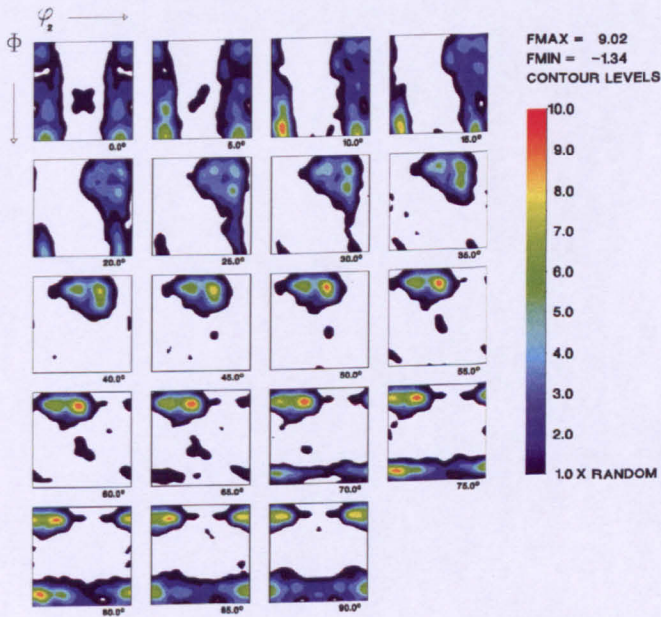 φ₂
Φ
FMAX = 9.02
FMIN = -1.34
CONTOUR LEVELS
10.0
9.0
8.0
7.0
6.0
5.0
4.0
3.0
2.0
1.0 X RANDOM
0.0° 5.0° 10.0° 15.0°
20.0° 25.0° 30.0° 35.0°
40.0° 45.0° 50.0° 55.0°
60.0° 65.0° 70.0° 75.0°
80.0° 85.0° 90.0°